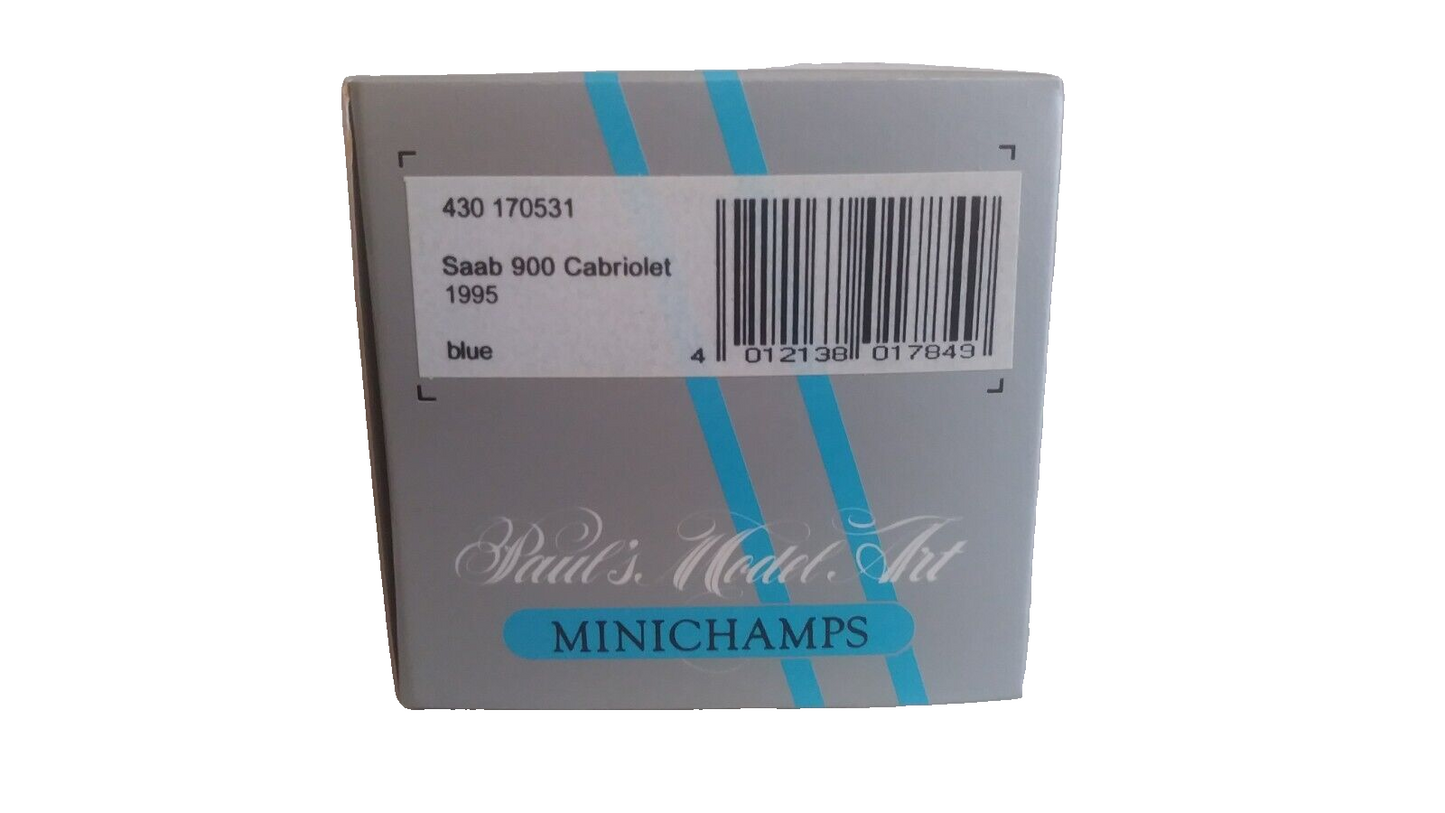 430 170531
Saab 900 Cabriolet
1995
blue
4 012138 017849
Paul's Model Art
MINICHAMPS